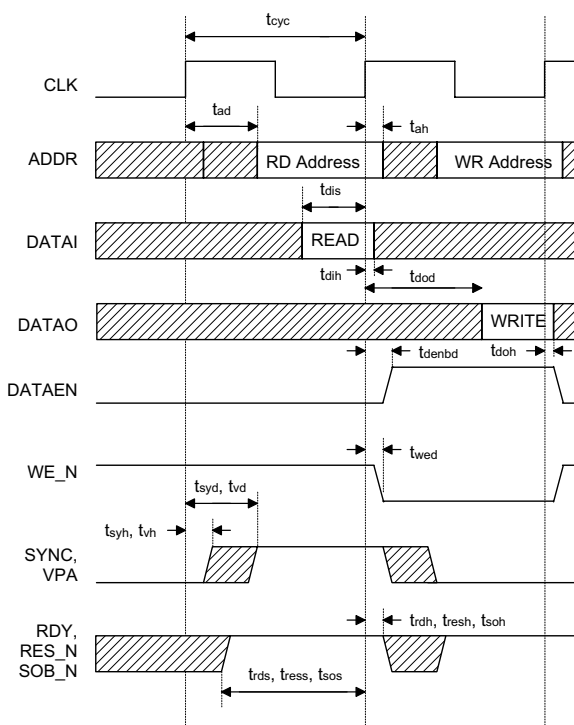 tcyc
CLK
tad
tah
ADDR
RD Address
WR Address
tdis
DATAI
READ
tdih
tdod
DATAO
WRITE
tdenbd
tdoh
DATAEN
twed
WE_N
tsyd, tvd
tsyh, tvh
SYNC,
VPA
trdh, tresh, tsoh
RDY,
RES_N
SOB_N
trds, tress, tsos